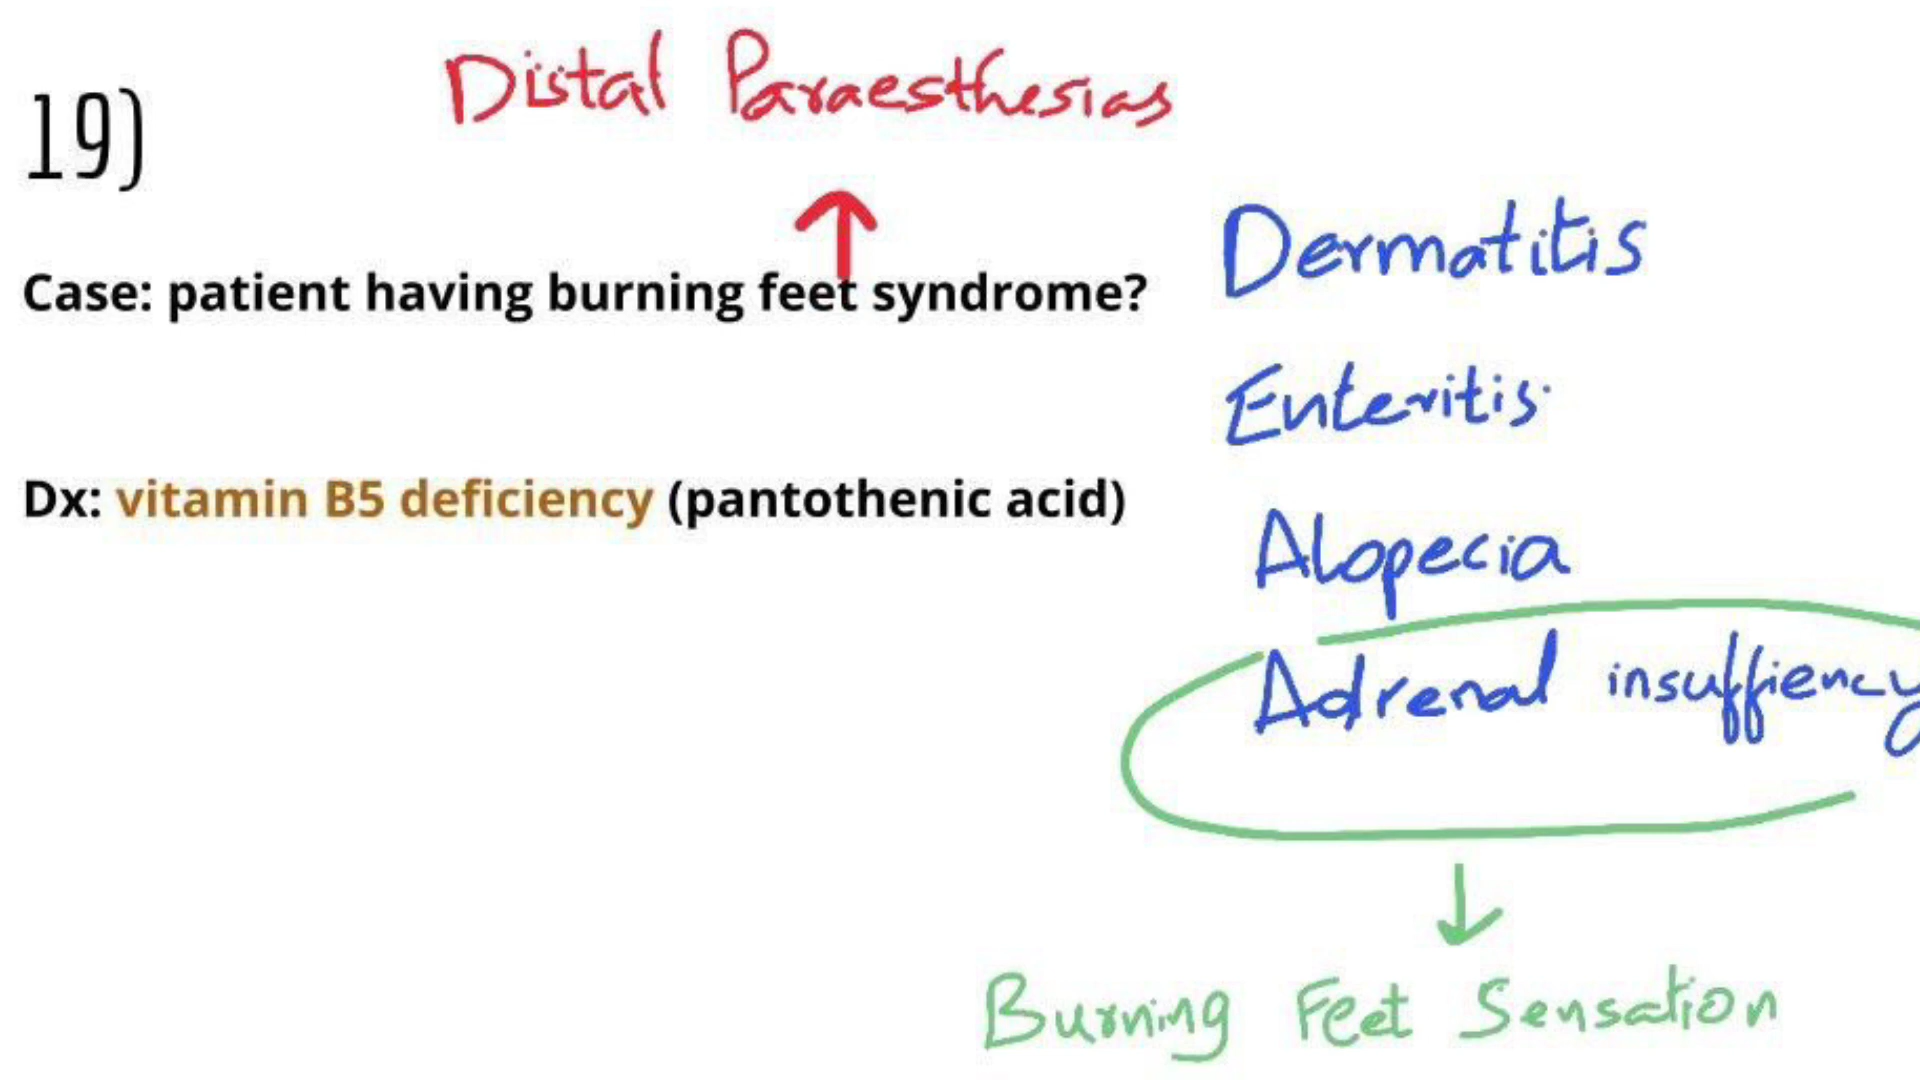 Distal Paraesthesias
19)
Case: patient having burning feet syndrome?
Dx: vitamin B5 deficiency (pantothenic acid)
Dermatitis
Enteritis
Alopecia
Adrenal insuffiency
Burning Feet Sensation